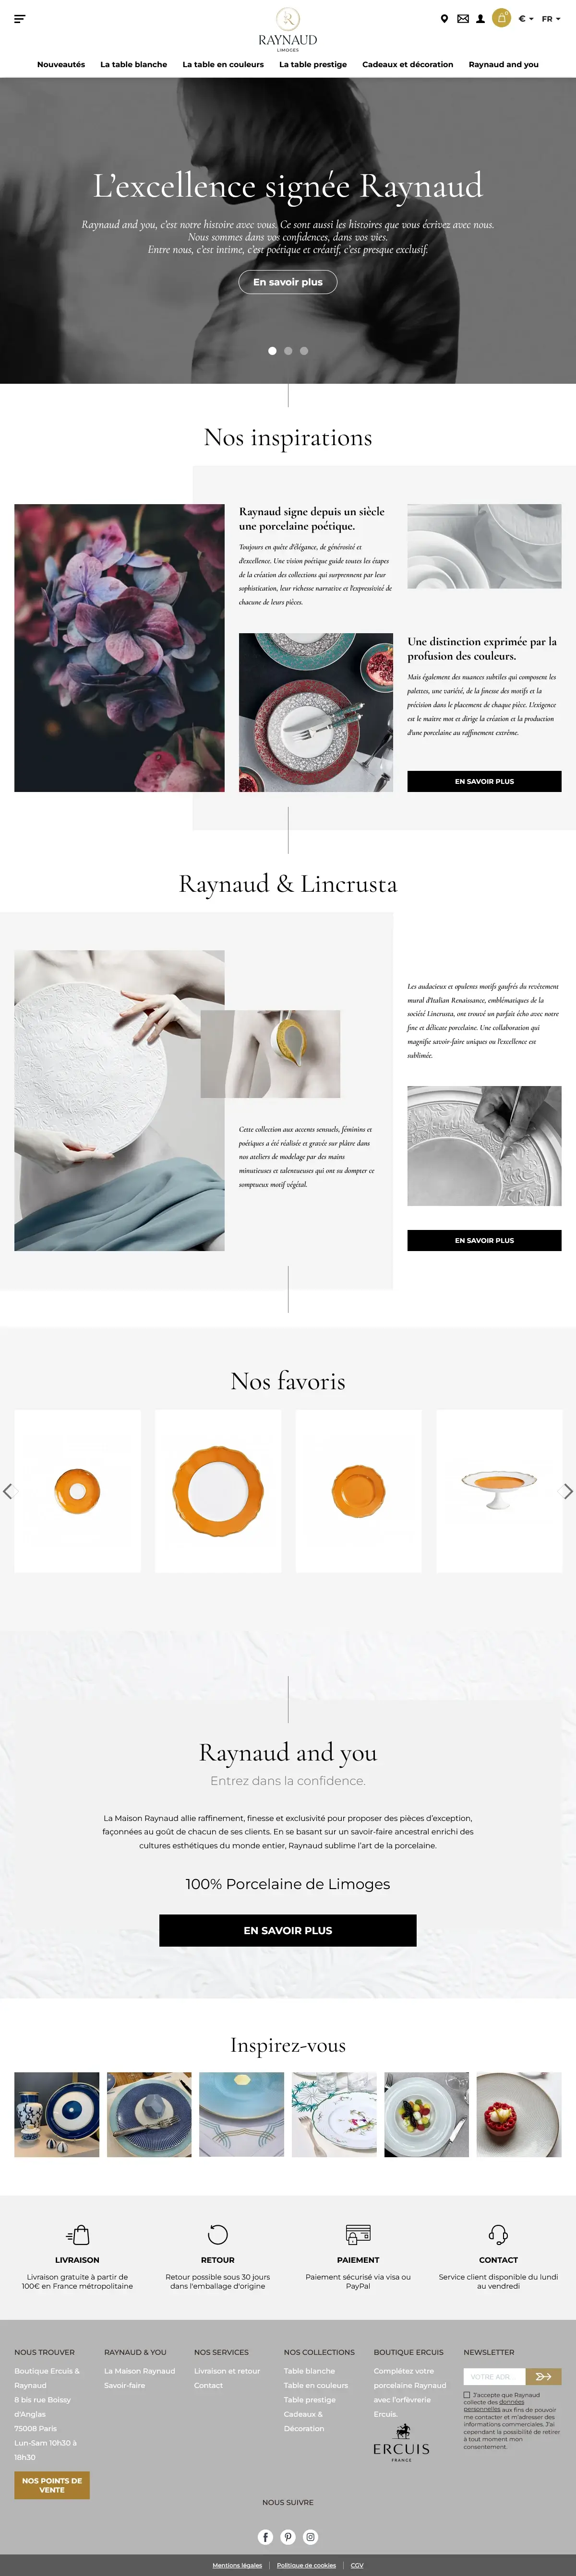 RAYNAUD
LIMOGES
0
€
FR
Nouveautés
La table blanche
La table en couleurs
La table prestige
Cadeaux et décoration
Raynaud and you
L'excellence signée Raynaud
Raynaud and you, c'est notre histoire avec vous. Ce sont aussi les histoires que vous écrivez avec nous.
Nous sommes dans vos confidences, dans vos vies.
Entre nous, c'est intime, c'est poétique et créatif, c'est presque exclusif.
En savoir plus
Nos inspirations
Raynaud signe depuis un siècle
une porcelaine poétique.
Toujours en quête d'élégance, de générosité et
d'excellence. Une vision poétique guide toutes les étapes
de la création des collections qui surprennent par leur
sophistication, leur richesse narrative et l'expressivité de
chacune de leurs pièces.
Une distinction exprimée par la
profusion des couleurs.
Mais également des nuances subtiles qui composent les
palettes, une variété, de la finesse des motifs et la
précision dans le placement de chaque pièce. L'exigence
est le maître mot et dirige la création et la production
d'une porcelaine au raffinement extrême.
EN SAVOIR PLUS
Raynaud & Lincrusta
Les audacieux et opulents motifs gaufrés du revêtement
mural d'Italian Renaissance, emblématiques de la
société Lincrusta, ont trouvé un parfait écho avec notre
fine et délicate porcelaine. Une collaboration qui
magnifie savoir-faire uniques ou l'excellence est
sublimée.
Cette collection aux accents sensuels, féminins et
poétiques a été réalisée et gravée sur plâtre dans
nos ateliers de modelage par des mains
minutieuses et talentueuses qui ont su dompter ce
somptueux motif végétal.
EN SAVOIR PLUS
Nos favoris
Raynaud and you
Entrez dans la confidence.
La Maison Raynaud allie raffinement, finesse et exclusivité pour proposer des pièces d'exception,
façonnées au goût de chacun de ses clients. En se basant sur un savoir-faire ancestral enrichi des
cultures esthétiques du monde entier, Raynaud sublime l'art de la porcelaine.
100% Porcelaine de Limoges
EN SAVOIR PLUS
Inspirez-vous
LIVRAISON
Livraison gratuite à partir de
100€ en France métropolitaine
RETOUR
Retour possible sous 30 jours
dans l'emballage d'origine
PAIEMENT
Paiement sécurisé via visa ou
PayPal
CONTACT
Service client disponible du lundi
au vendredi
NOUS TROUVER
Boutique Ercuis &
Raynaud
8 bis rue Boissy
d'Anglas
75008 Paris
Lun-Sam 10h30 à
18h30
NOS POINTS DE
VENTE
RAYNAUD & YOU
La Maison Raynaud
Savoir-faire
NOS SERVICES
Livraison et retour
Contact
NOS COLLECTIONS
Table blanche
Table en couleurs
Table prestige
Cadeaux &
Décoration
BOUTIQUE ERCUIS
Complétez votre
porcelaine Raynaud
avec l'orfèvrerie
Ercuis.
ERCUIS
FRANCE
NEWSLETTER
VOTRE ADR
J'accepte que Raynaud
collecte des données
personnelles aux fins de pouvoir
me contacter et m'adresser des
informations commerciales. J'ai
cependant la possibilité de retirer
à tout moment mon
consentement.
NOUS SUIVRE
Mentions légales
Politique de cookies
CGV